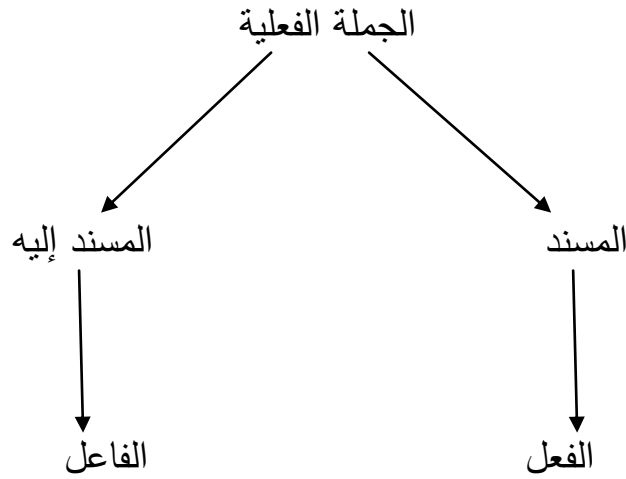 الجملة الفعلية
المسند
المسند إليه
الفعل
الفاعل